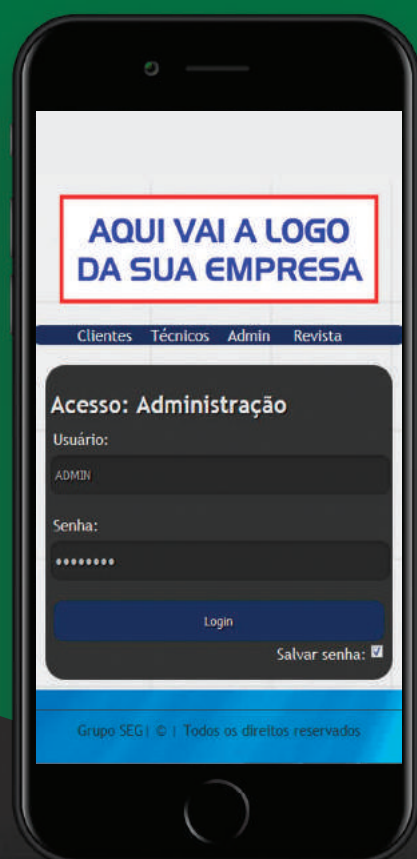 AQUI VAI A LOGO
DA SUA EMPRESA
Clientes Técnicos Admin Revista
Acesso: Administração
Usuário:
ADMIN
Senha:
••••••••
Login
Salvar senha:
Grupo SEG | © | Todos os direitos reservados